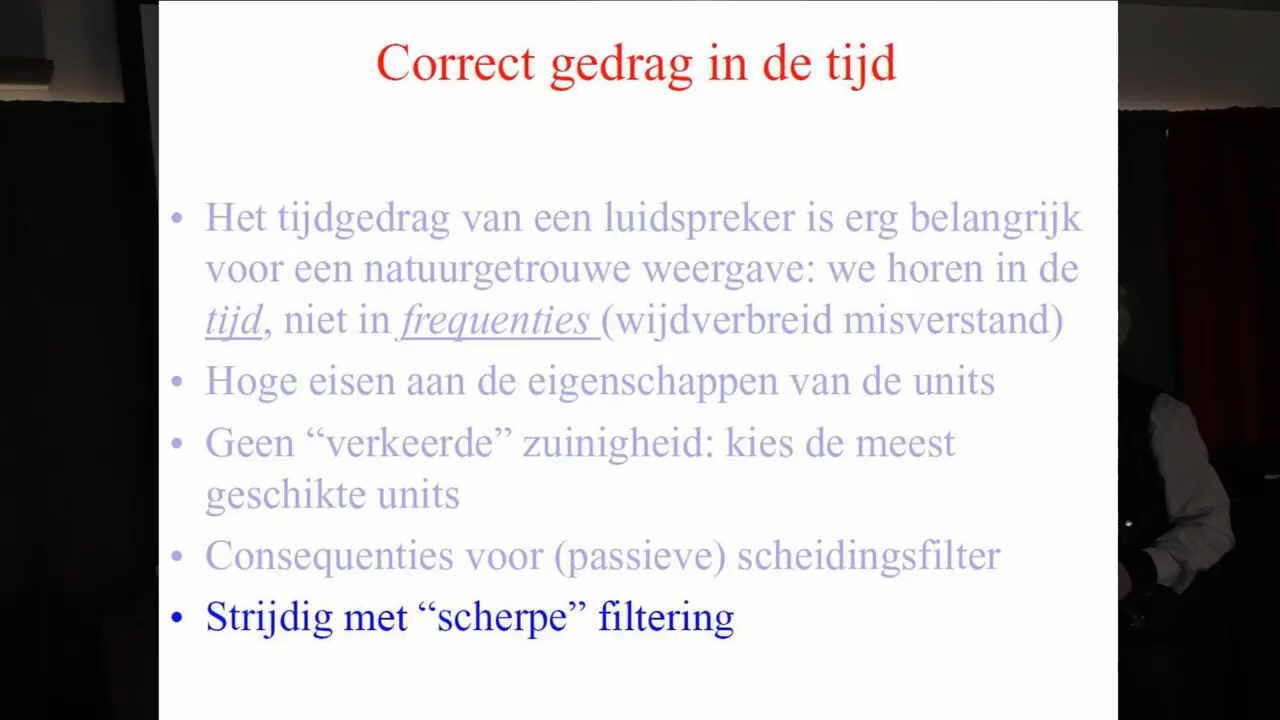 Correct gedrag in de tijd
• Het tijdgedrag van een luidspreker is erg belangrijk
voor een natuurgetrouwe weergave: we horen in de
tijd, niet in frequenties (wijdverbreid misverstand)
• Hoge eisen aan de eigenschappen van de units
• Geen “verkeerde” zuinigheid: kies de meest
geschikte units
• Consequenties voor (passieve) scheidingsfilter
• Strijdig met “scherpe” filtering